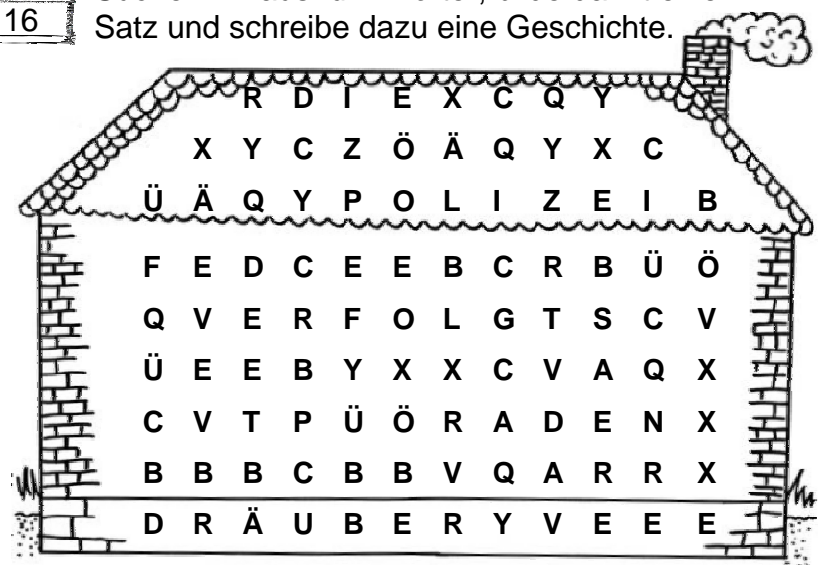 16
Satz und schreibe dazu eine Geschichte.
R D I E X C Q Y
X Y C Z Ö Ä Q Y X C
Ü Ä Q Y P O L I Z E I B
F E D C E E B C R B Ü Ö
Q V E R F O L G T S C V
Ü E E B Y X X C V A Q X
C V T P Ü Ö R A D E N X
B B B C B B V Q A R R X
D R Ä U B E R Y V E E E